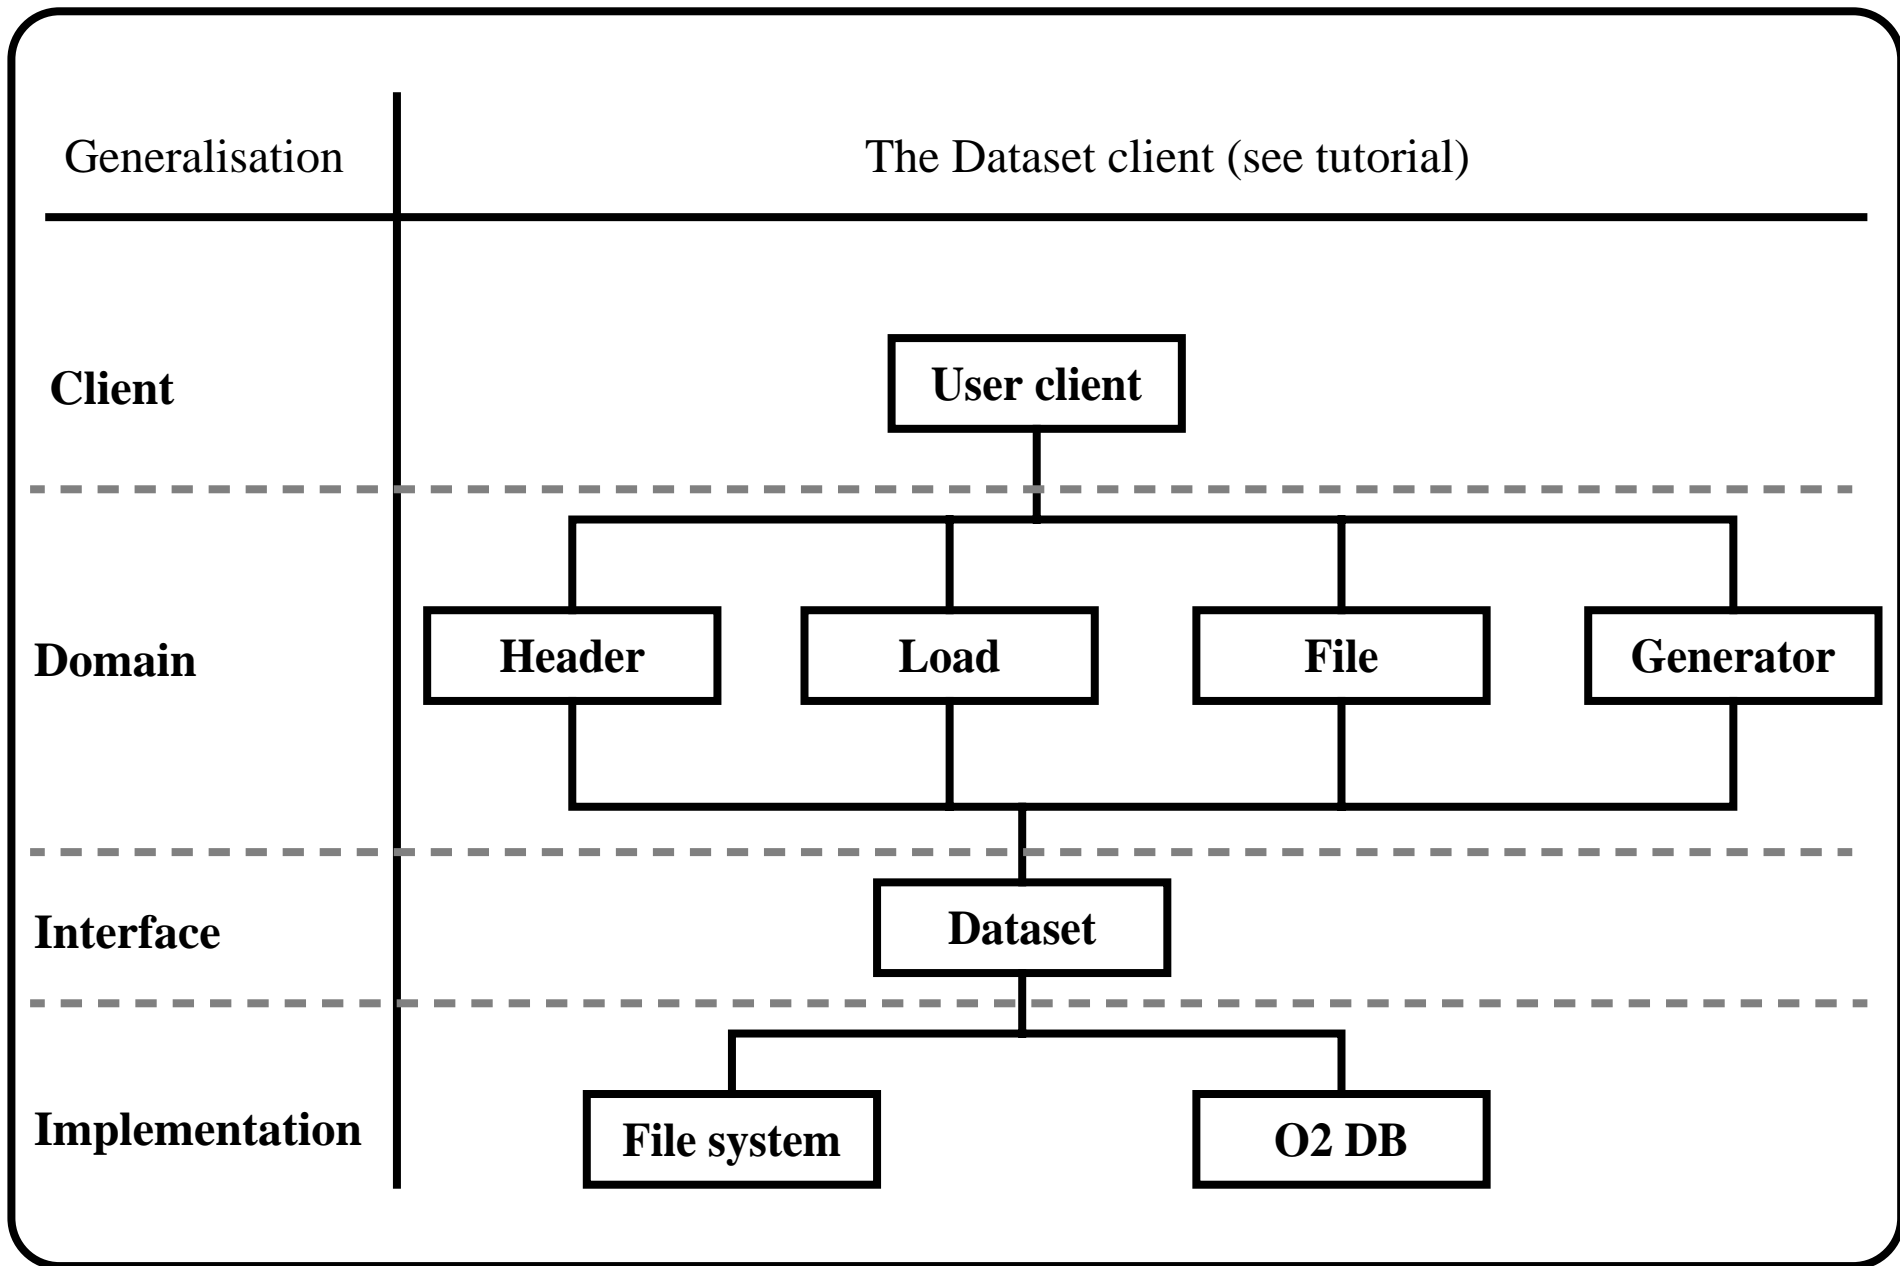 Generalisation
The Dataset client (see tutorial)
Client
User client
Domain
Header
Load
File
Generator
Interface
Dataset
Implementation
File system
O2 DB